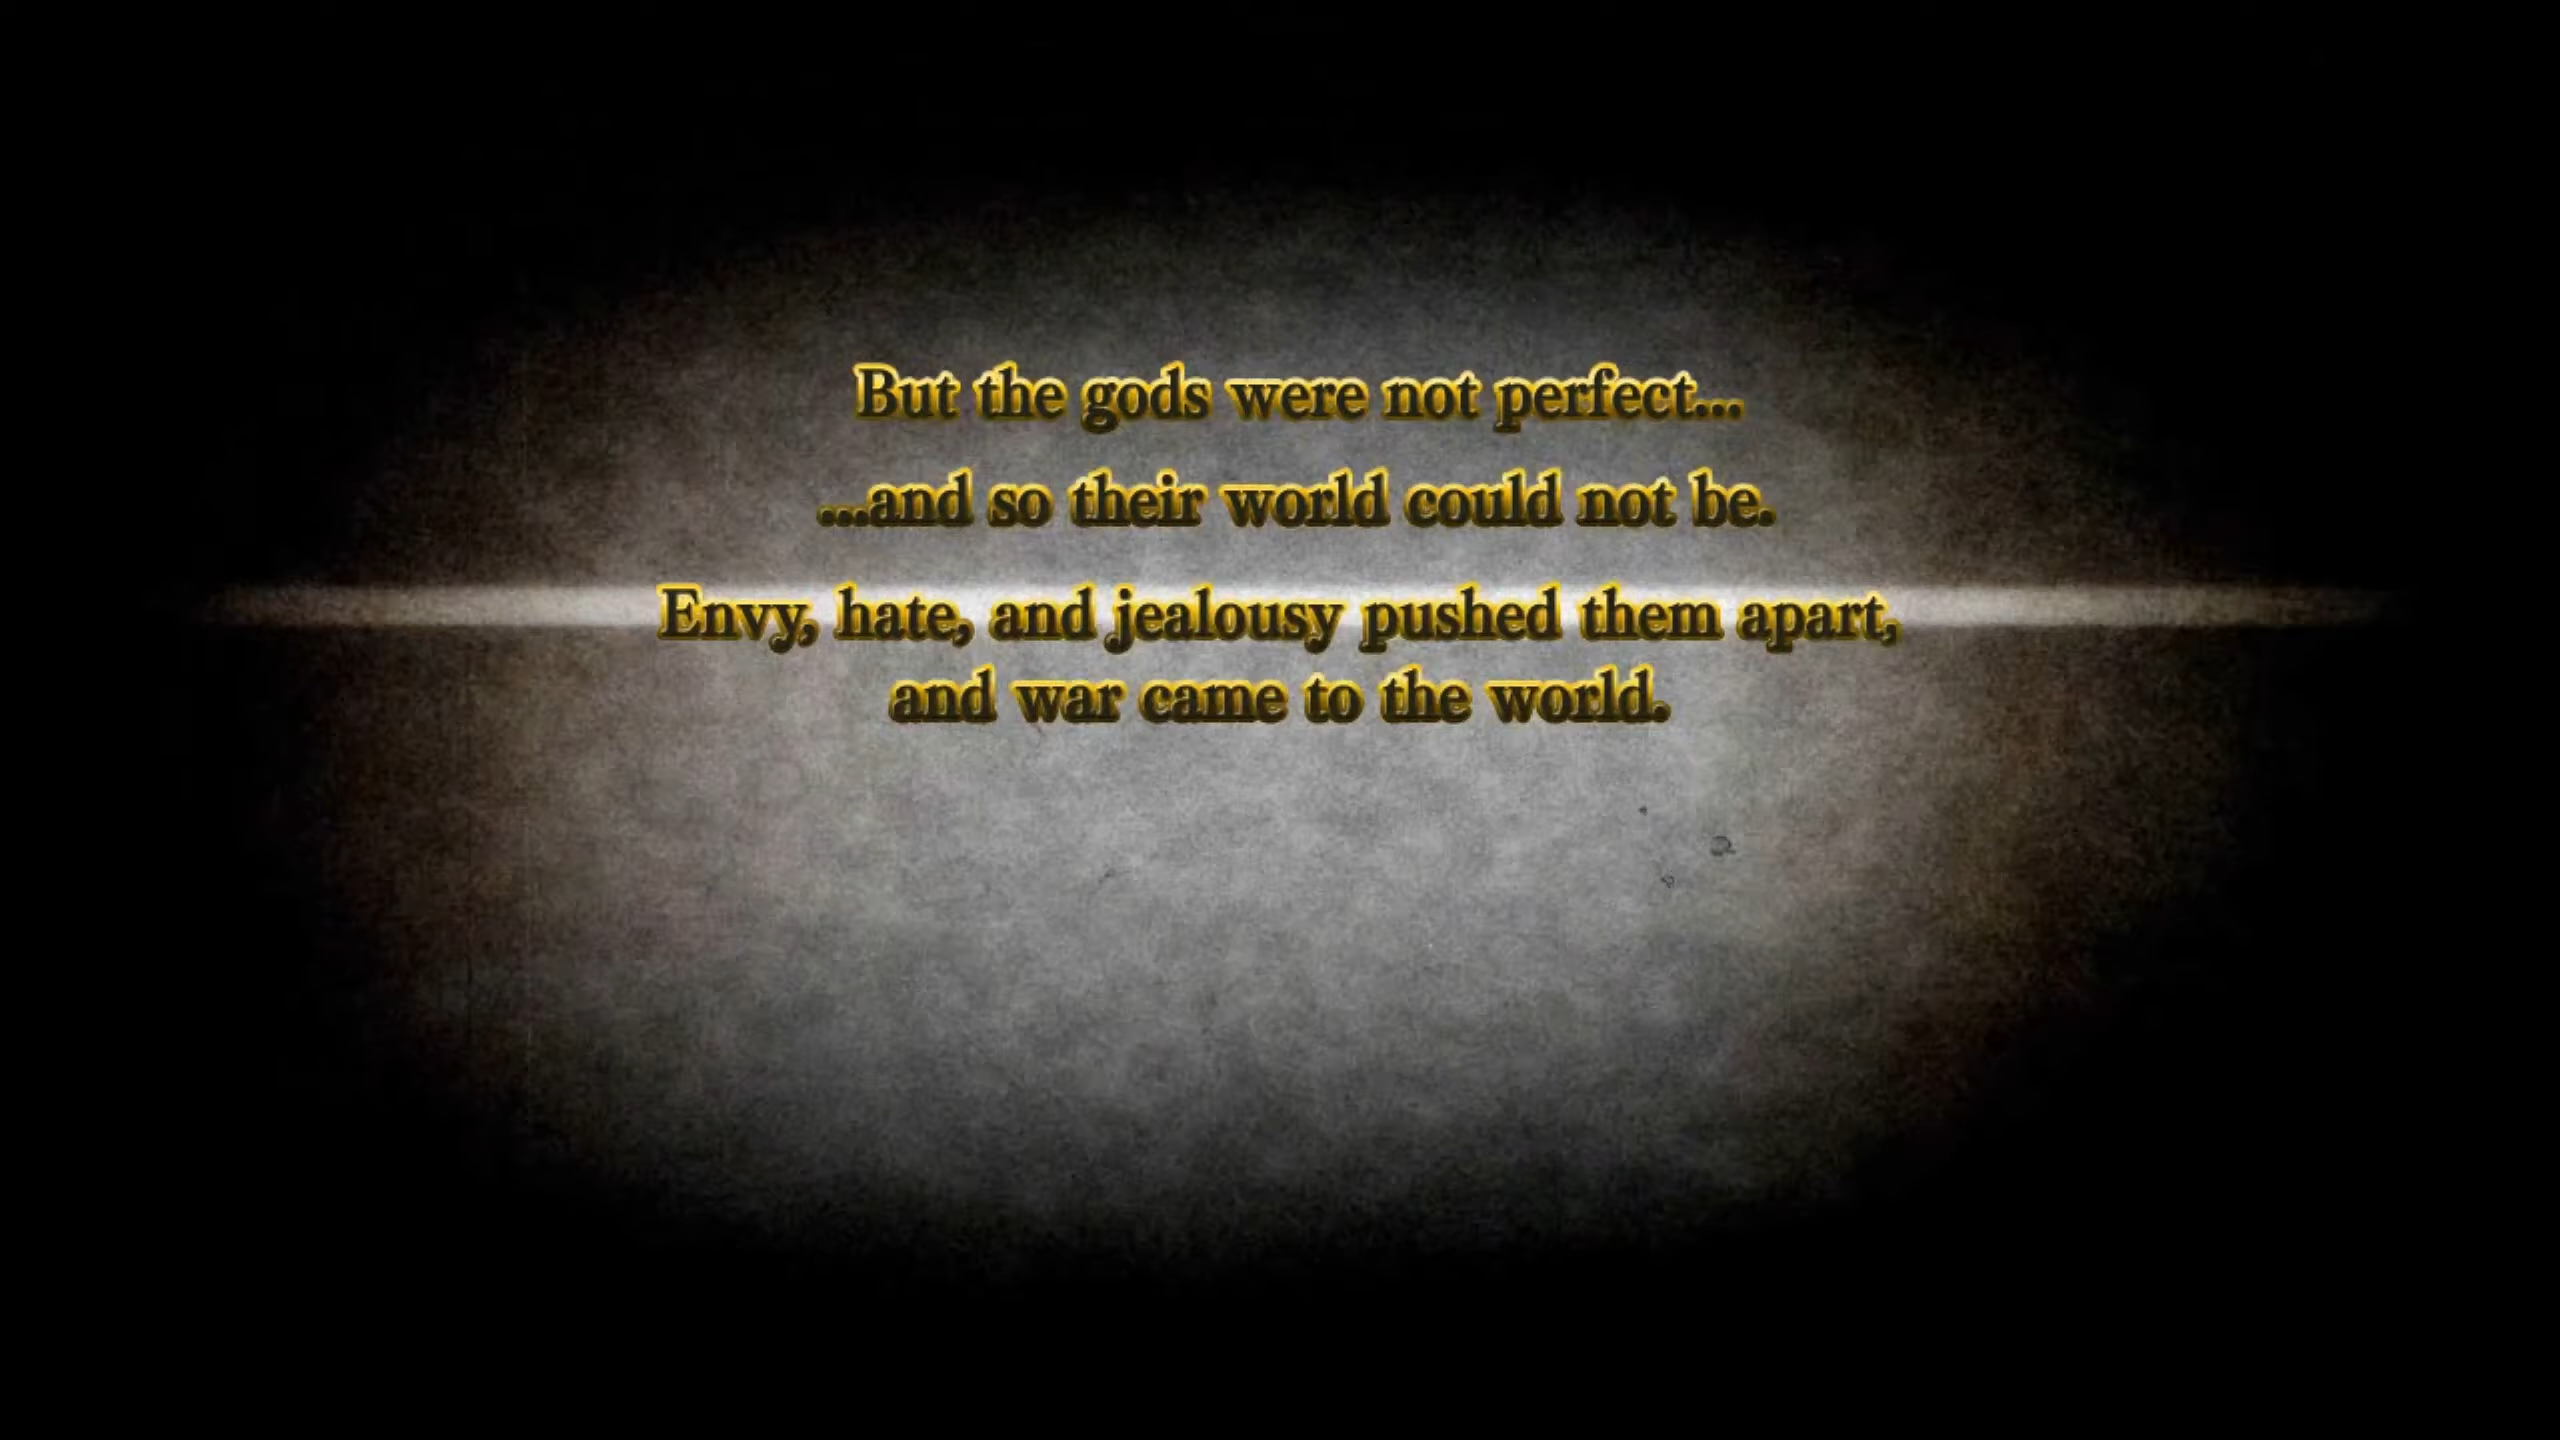 But the gods were not perfect...
...and so their world could not be.
Envy, hate, and jealousy pushed them apart,
and war came to the world.